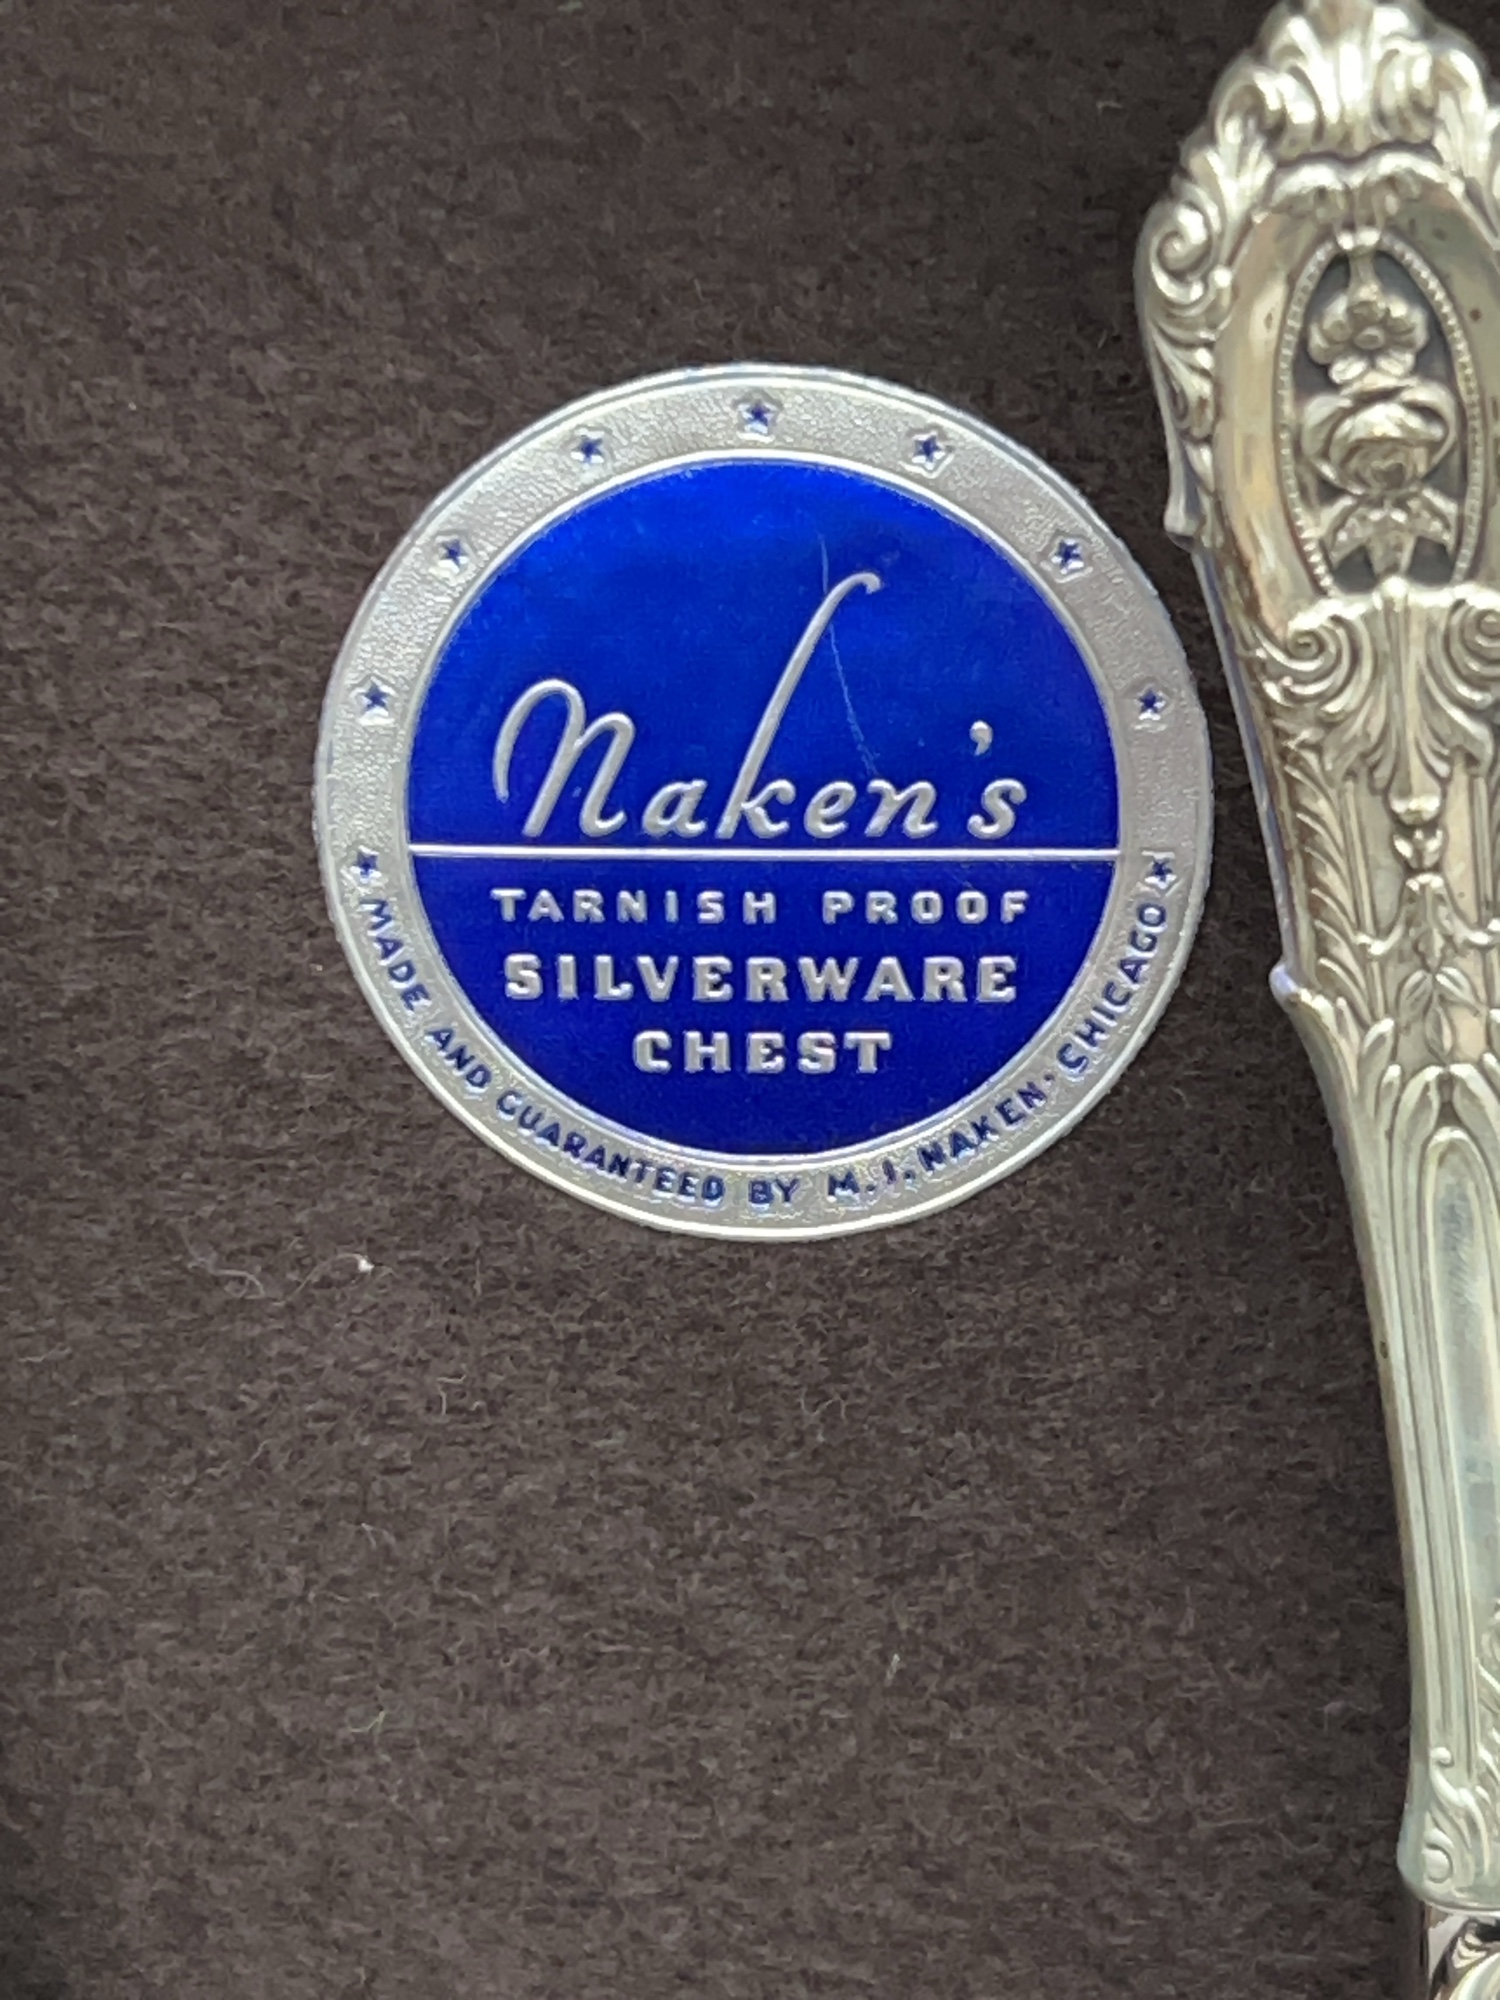 Naken's
TARNISH PROOF
SILVERWARE
CHEST
MADE AND GUARANTEED BY M.I. NAKEN · CHICAGO